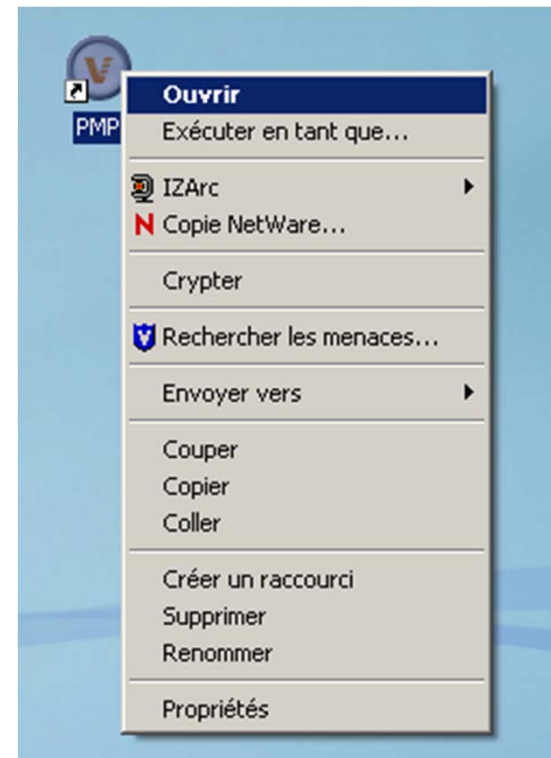 PMP
Ouvrir
Exécuter en tant que...
IZArc
Copie NetWare...
Crypter
Rechercher les menaces...
Envoyer vers
Couper
Copier
Coller
Créer un raccourci
Supprimer
Renommer
Propriétés